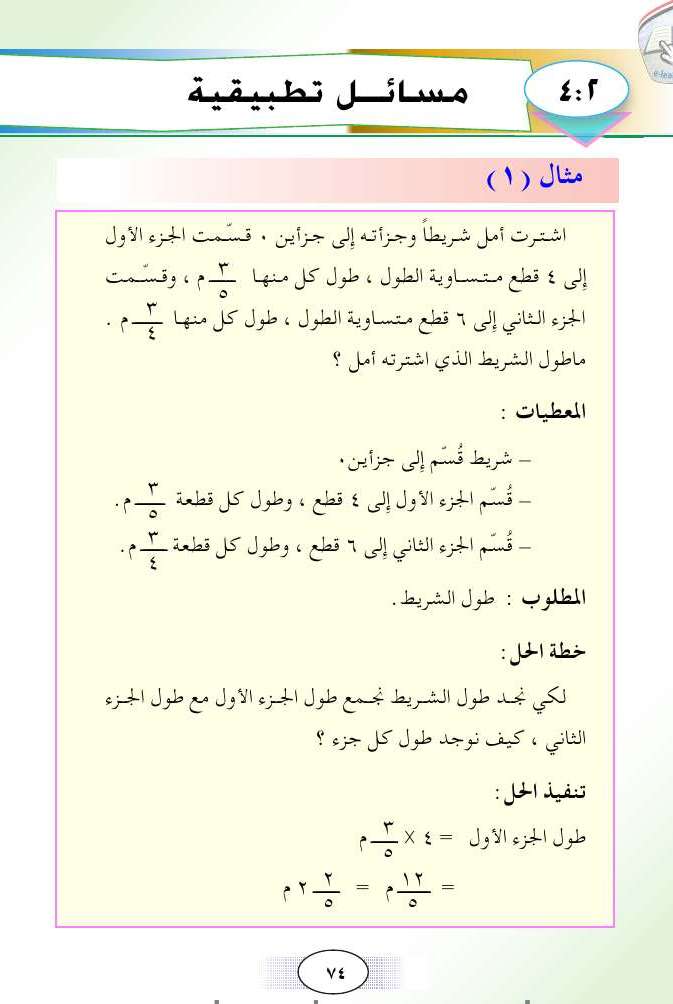 e-lea
٤:٢
مسائل تطبيقية
مثال (١)
اشترت أمل شريطاً وجزأته إلى جزأين ٠ قسّمت الجزء الأول
إلى ٤ قطع متساوية الطول ، طول كل منها ٣/٥ م ، وقسّمت
الجزء الثاني إلى ٦ قطع متساوية الطول ، طول كل منها ٣/٤ م .
ماطول الشريط الذي اشترته أمل ؟
المعطيات :
– شريط قُسّم إلى جزأين٠
– قُسّم الجزء الأول إلى ٤ قطع ، وطول كل قطعة ٣/٥ م.
– قُسّم الجزء الثاني إلى ٦ قطع ، وطول كل قطعة ٣/٤ م.
المطلوب : طول الشريط.
خطة الحل:
لكي نجد طول الشريط نجمع طول الجزء الأول مع طول الجزء
الثاني ، كيف نوجد طول كل جزء ؟
تنفيذ الحل:
طول الجزء الأول = ٤ × ٣/٥ م
= ١٢/٥ م = ٢/٥ ٢ م
٧٤